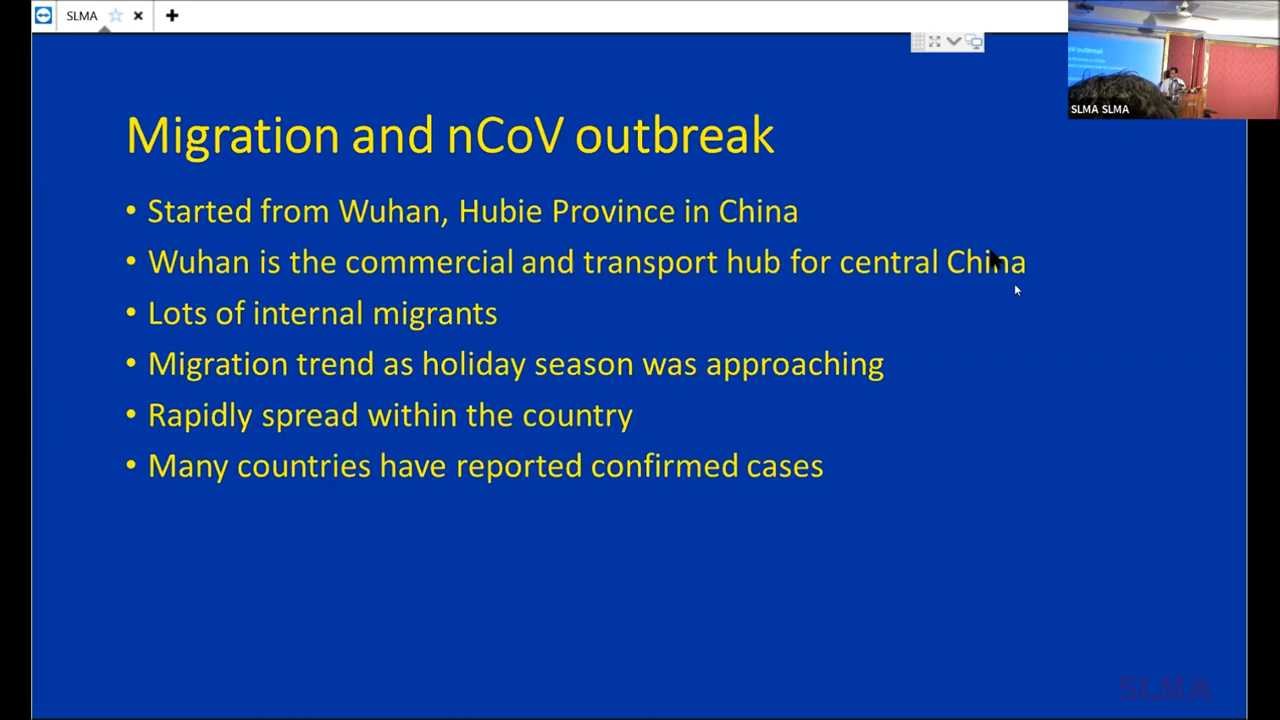 SLMA
Migration and nCoV outbreak
• Started from Wuhan, Hubie Province in China
• Wuhan is the commercial and transport hub for central China
• Lots of internal migrants
• Migration trend as holiday season was approaching
• Rapidly spread within the country
• Many countries have reported confirmed cases
SLMA SLMA
SLMA